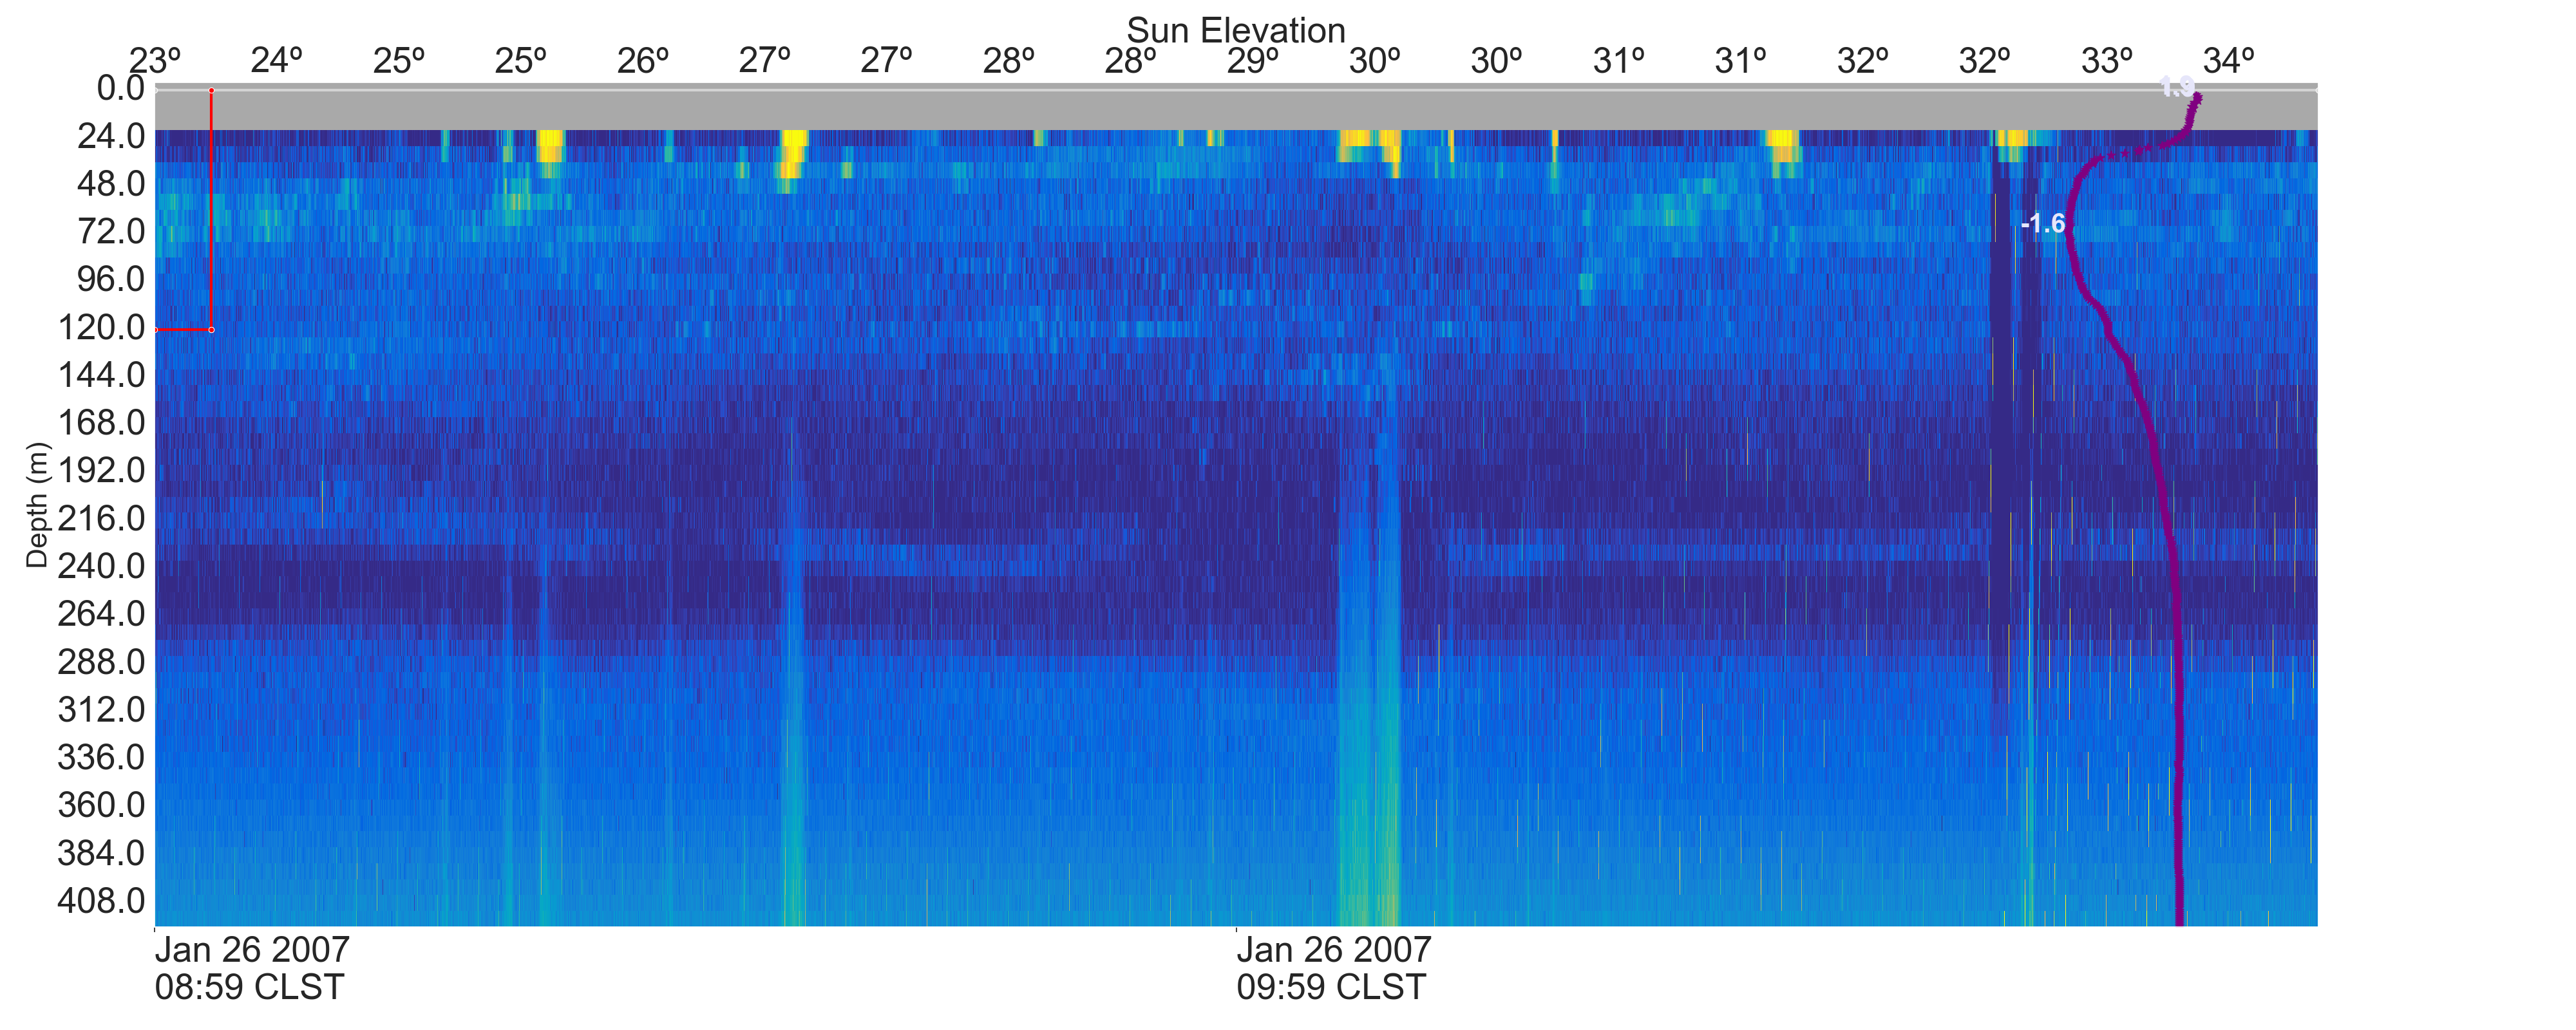 Sun Elevation
23º 24º 25º 25º 26º 27º 27º 28º 28º 29º 30º 30º 31º 31º 32º 32º 33º 34º
Depth (m)
0.0
24.0
48.0
72.0
96.0
120.0
144.0
168.0
192.0
216.0
240.0
264.0
288.0
312.0
336.0
360.0
384.0
408.0
1.9
-1.6
Jan 26 2007
08:59 CLST
Jan 26 2007
09:59 CLST